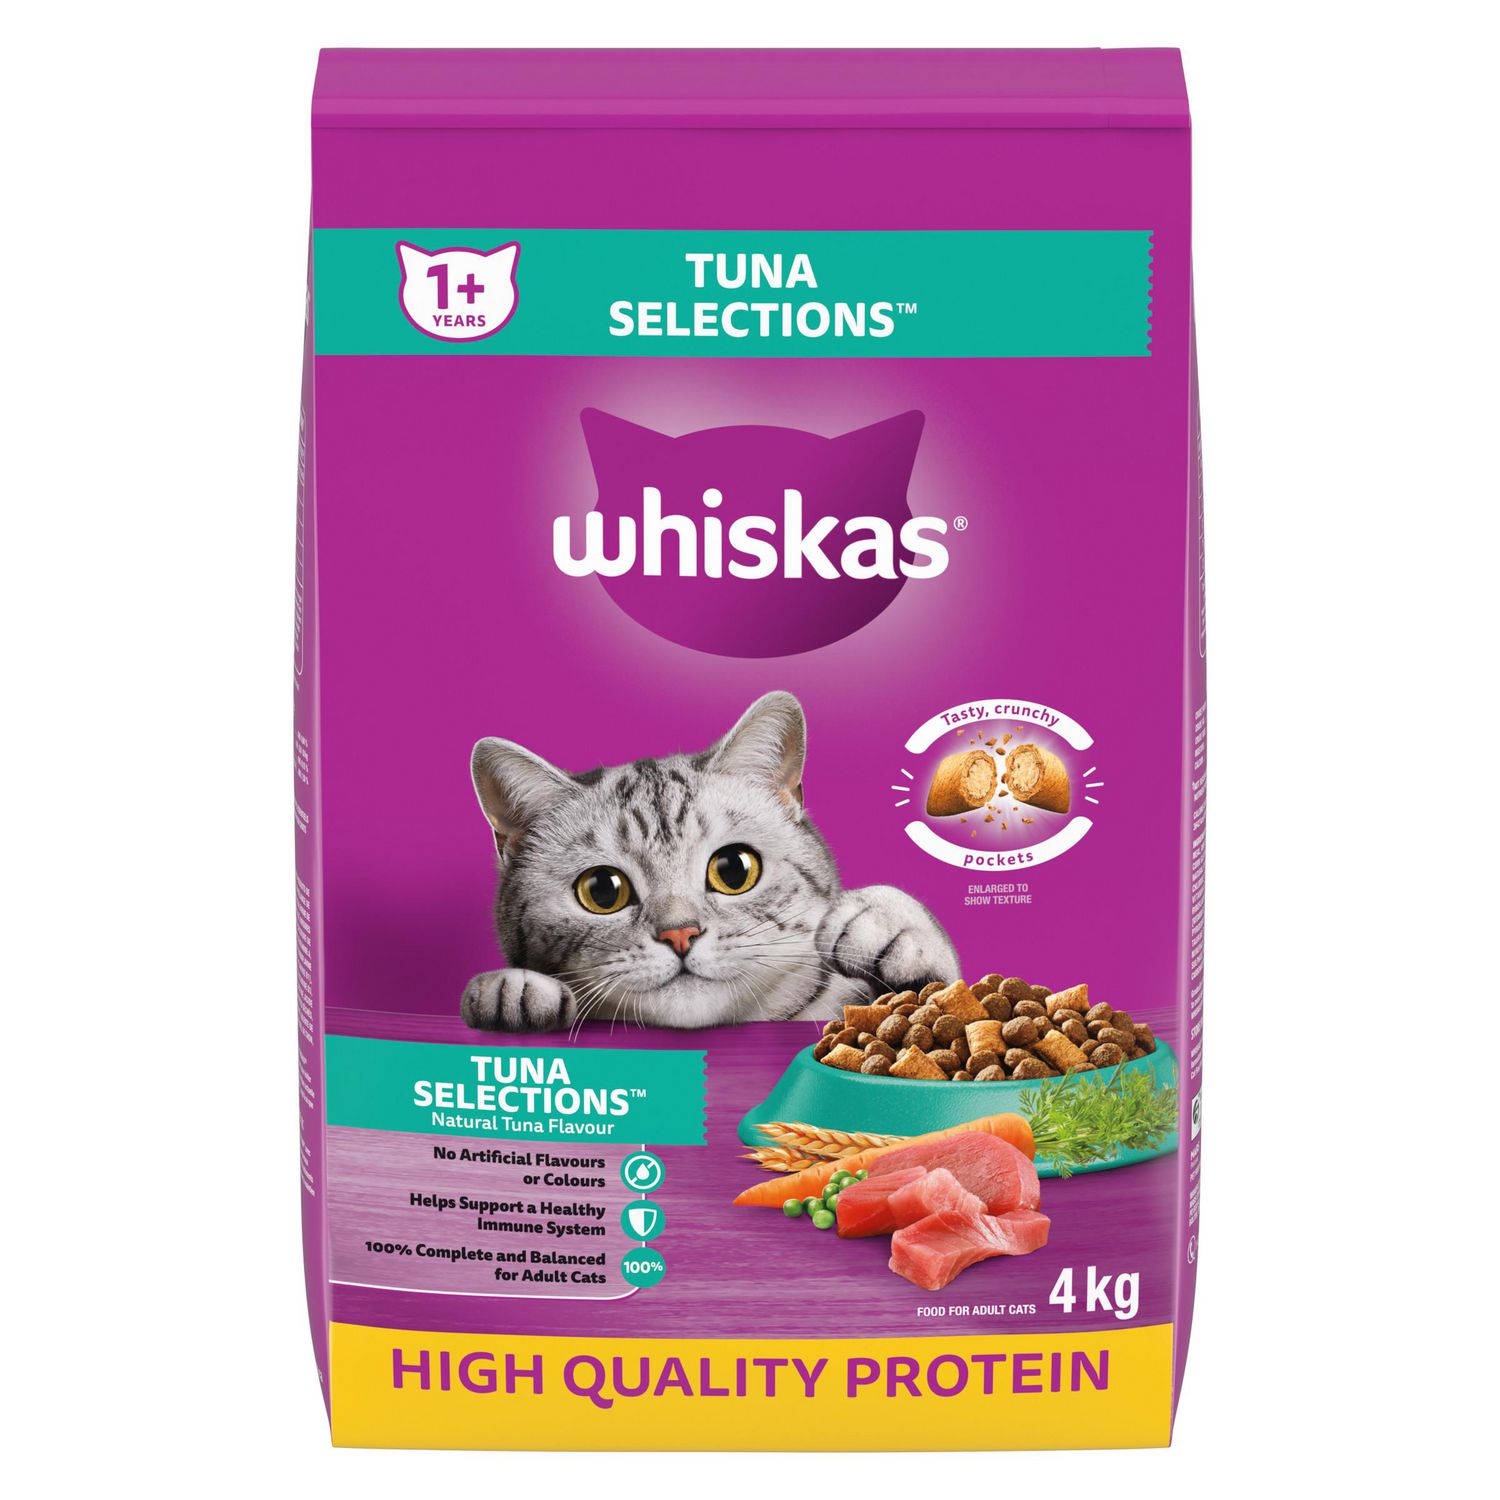 1+
YEARS
TUNA
SELECTIONS™
whiskas®
Tasty, crunchy
pockets
ENLARGED TO
SHOW TEXTURE
TUNA
SELECTIONS™
Natural Tuna Flavour
No Artificial Flavours
or Colours
Helps Support a Healthy
Immune System
100% Complete and Balanced
for Adult Cats
100%
FOOD FOR ADULT CATS
4 kg
HIGH QUALITY PROTEIN